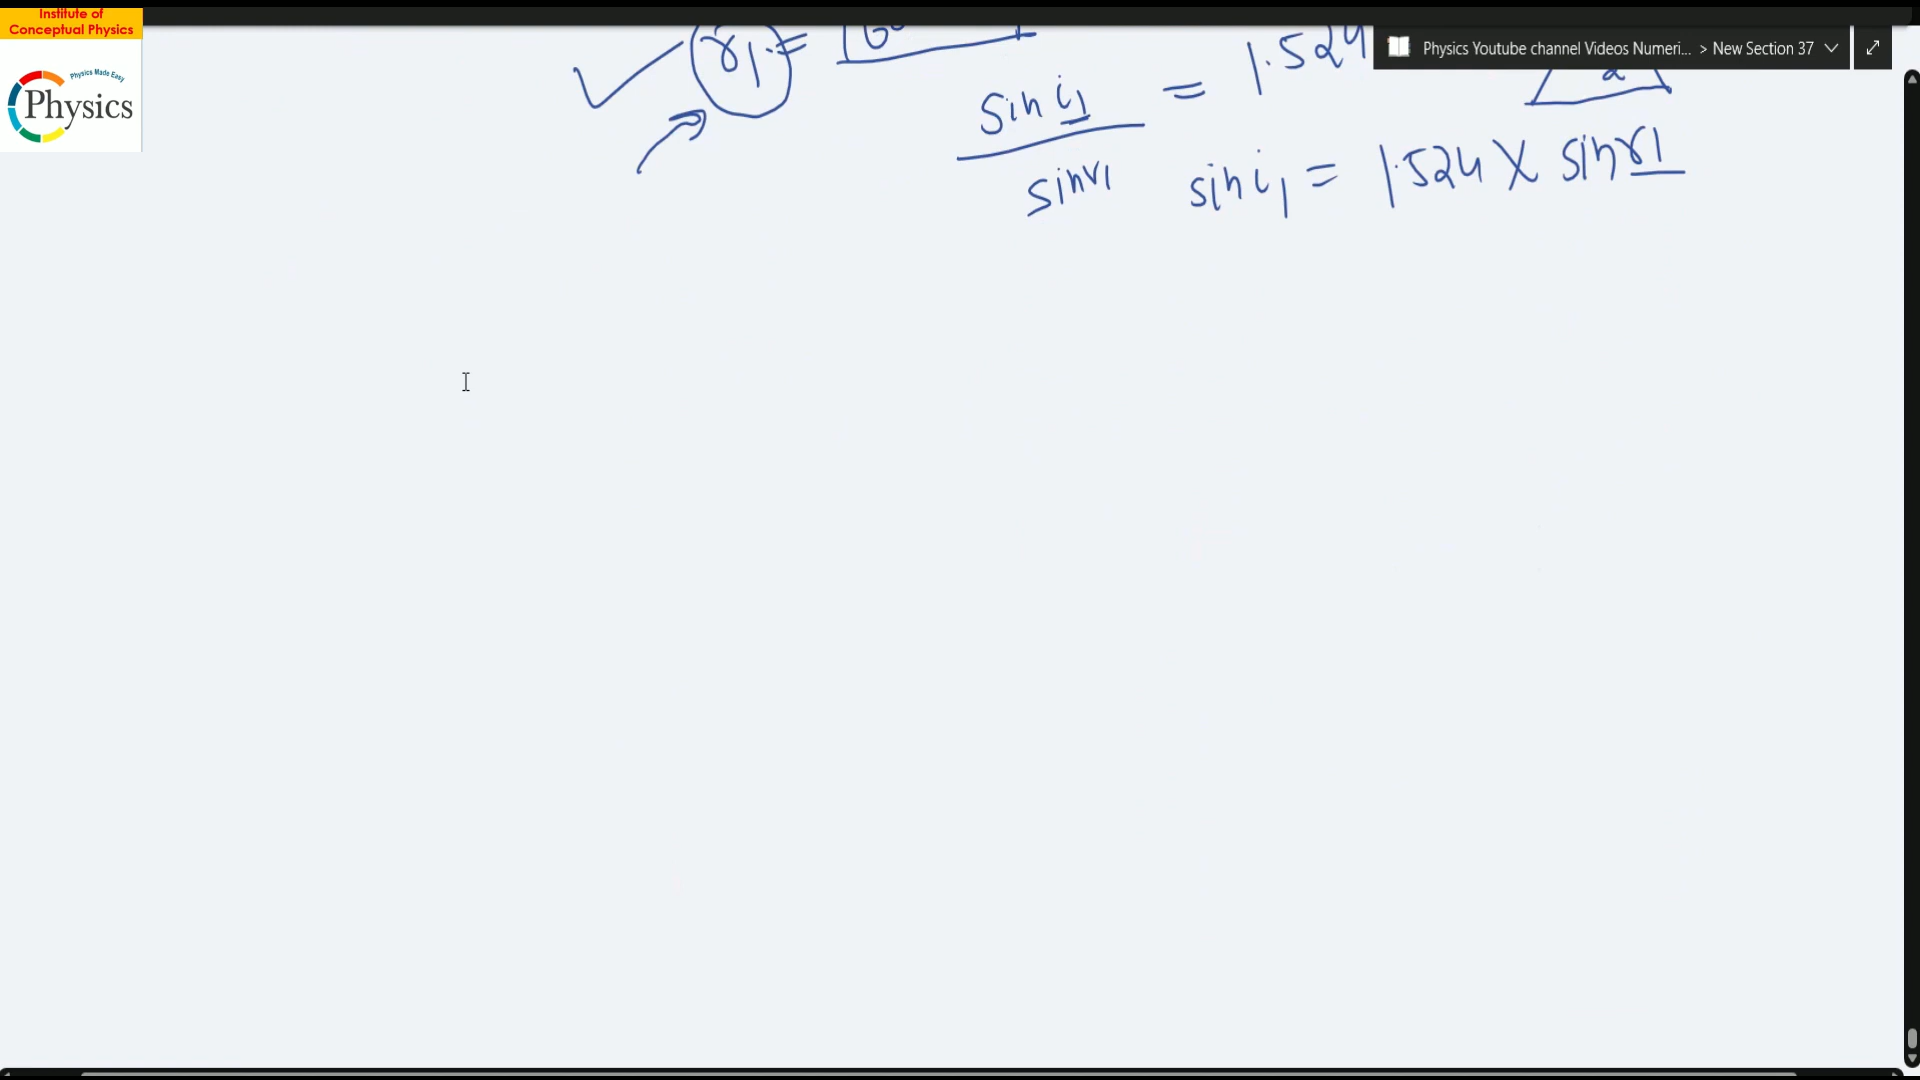 Institute of
Conceptual Physics
Physics Made Easy
Physics
Physics Youtube channel Videos Numeri... > New Section 37
r1 =
sin i1 = 1.524
sin r1
sin i1 = 1.524 X sin r1